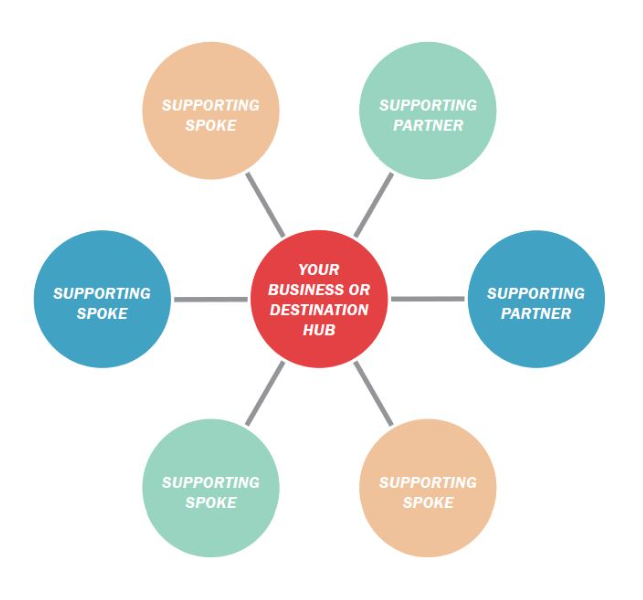 SUPPORTING
SPOKE
SUPPORTING
PARTNER
SUPPORTING
SPOKE
YOUR
BUSINESS OR
DESTINATION
HUB
SUPPORTING
PARTNER
SUPPORTING
SPOKE
SUPPORTING
SPOKE